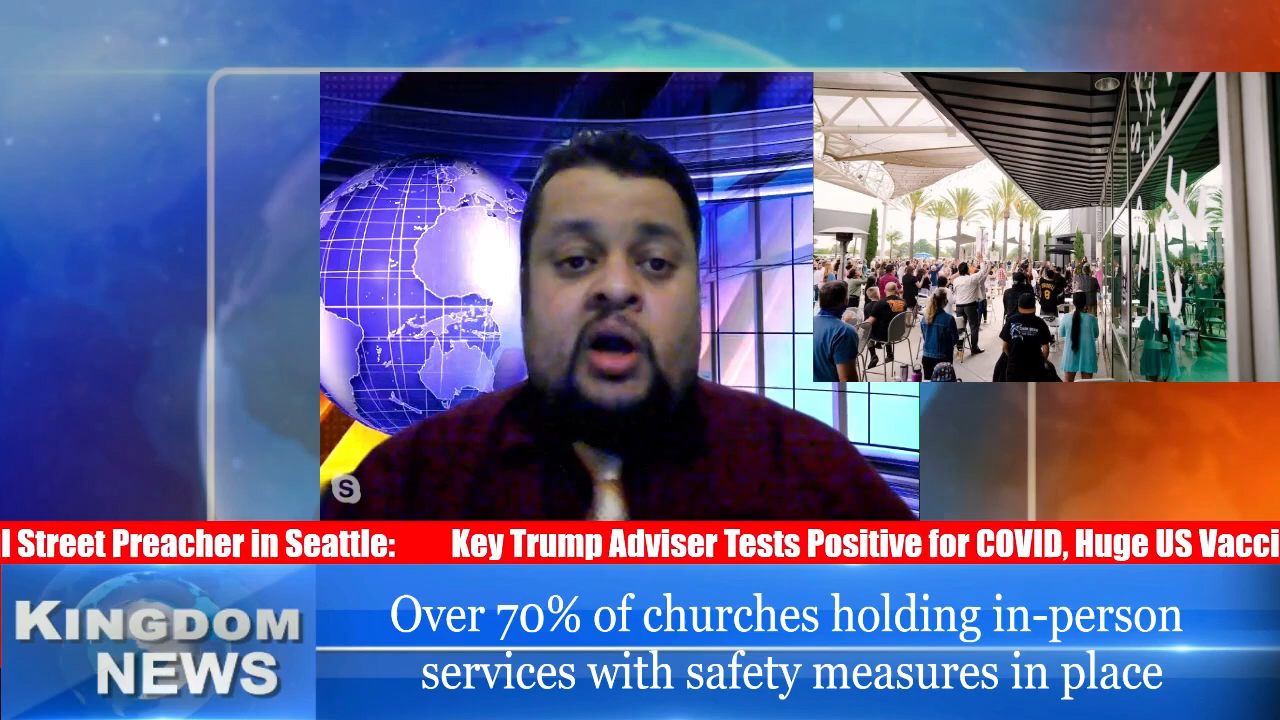 S
l Street Preacher in Seattle: Key Trump Adviser Tests Positive for COVID, Huge US Vacci
KINGDOM
NEWS
Over 70% of churches holding in-person
services with safety measures in place